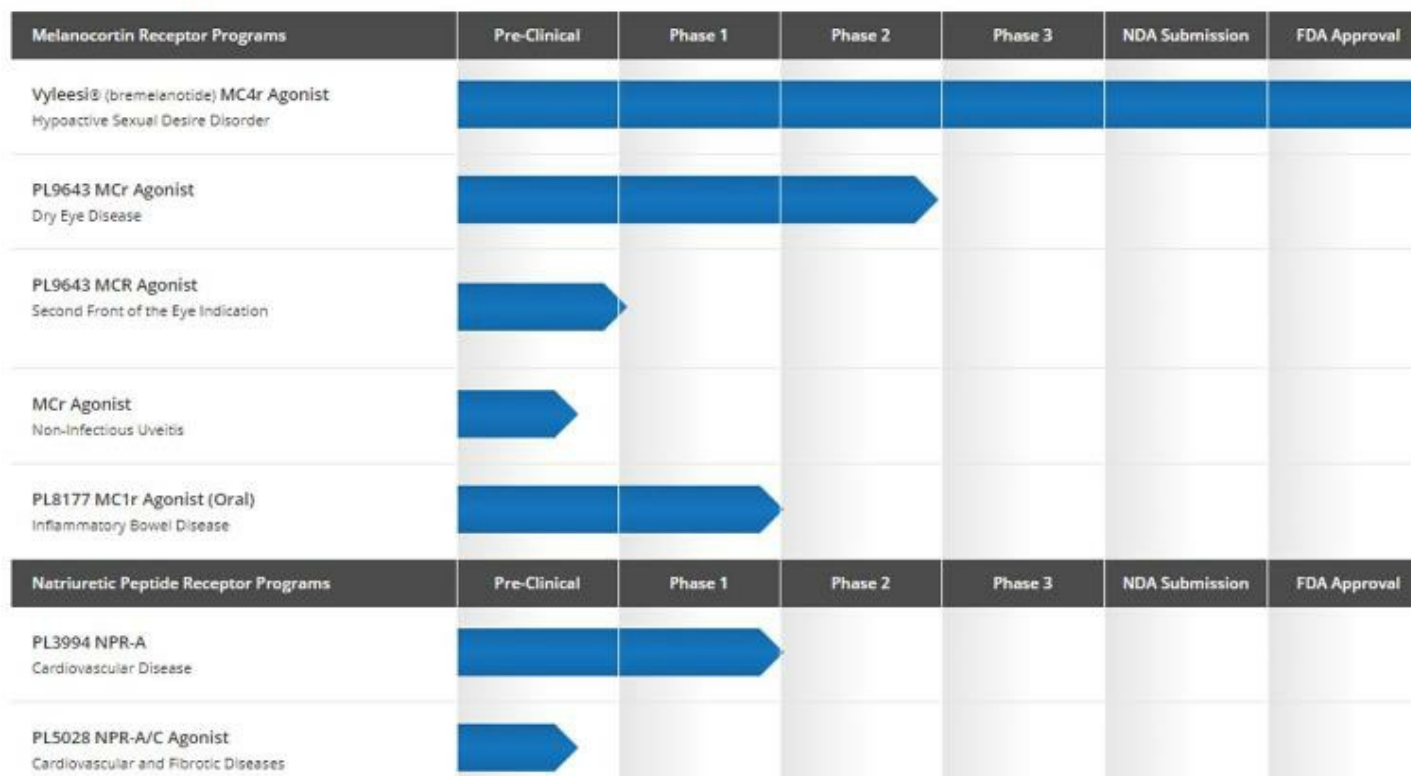 Melanocortin Receptor Programs Pre-Clinical Phase 1 Phase 2 Phase 3 NDA Submission FDA Approval
Vyleesi® (bremelanotide) MC4r Agonist
Hypoactive Sexual Desire Disorder
PL9643 MCr Agonist
Dry Eye Disease
PL9643 MCR Agonist
Second Front of the Eye Indication
MCr Agonist
Non-Infectious Uveitis
PL8177 MC1r Agonist (Oral)
Inflammatory Bowel Disease
Natriuretic Peptide Receptor Programs Pre-Clinical Phase 1 Phase 2 Phase 3 NDA Submission FDA Approval
PL3994 NPR-A
Cardiovascular Disease
PL5028 NPR-A/C Agonist
Cardiovascular and Fibrotic Diseases